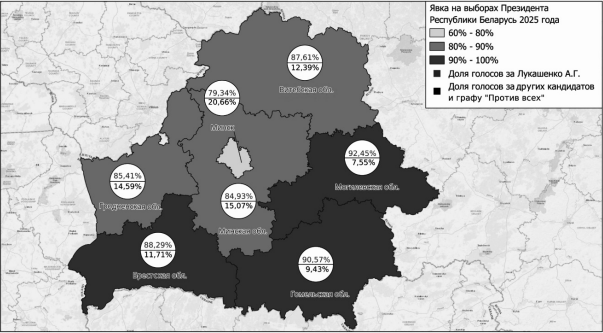 Явка на выборах Президента
Республики Беларусь 2025 года
60% - 80%
80% - 90%
90% - 100%
Доля голосов за Лукашенко А.Г.
Доля голосов за других кандидатов
и графу "Против всех"
87,61%
12,39%
Витебская обл.
79,34%
20,66%
Минск
92,45%
7,55%
Могилевская обл.
85,41%
14,59%
Гродненская обл.
84,93%
15,07%
Минская обл.
88,29%
11,71%
Брестская обл.
90,57%
9,43%
Гомельская обл.